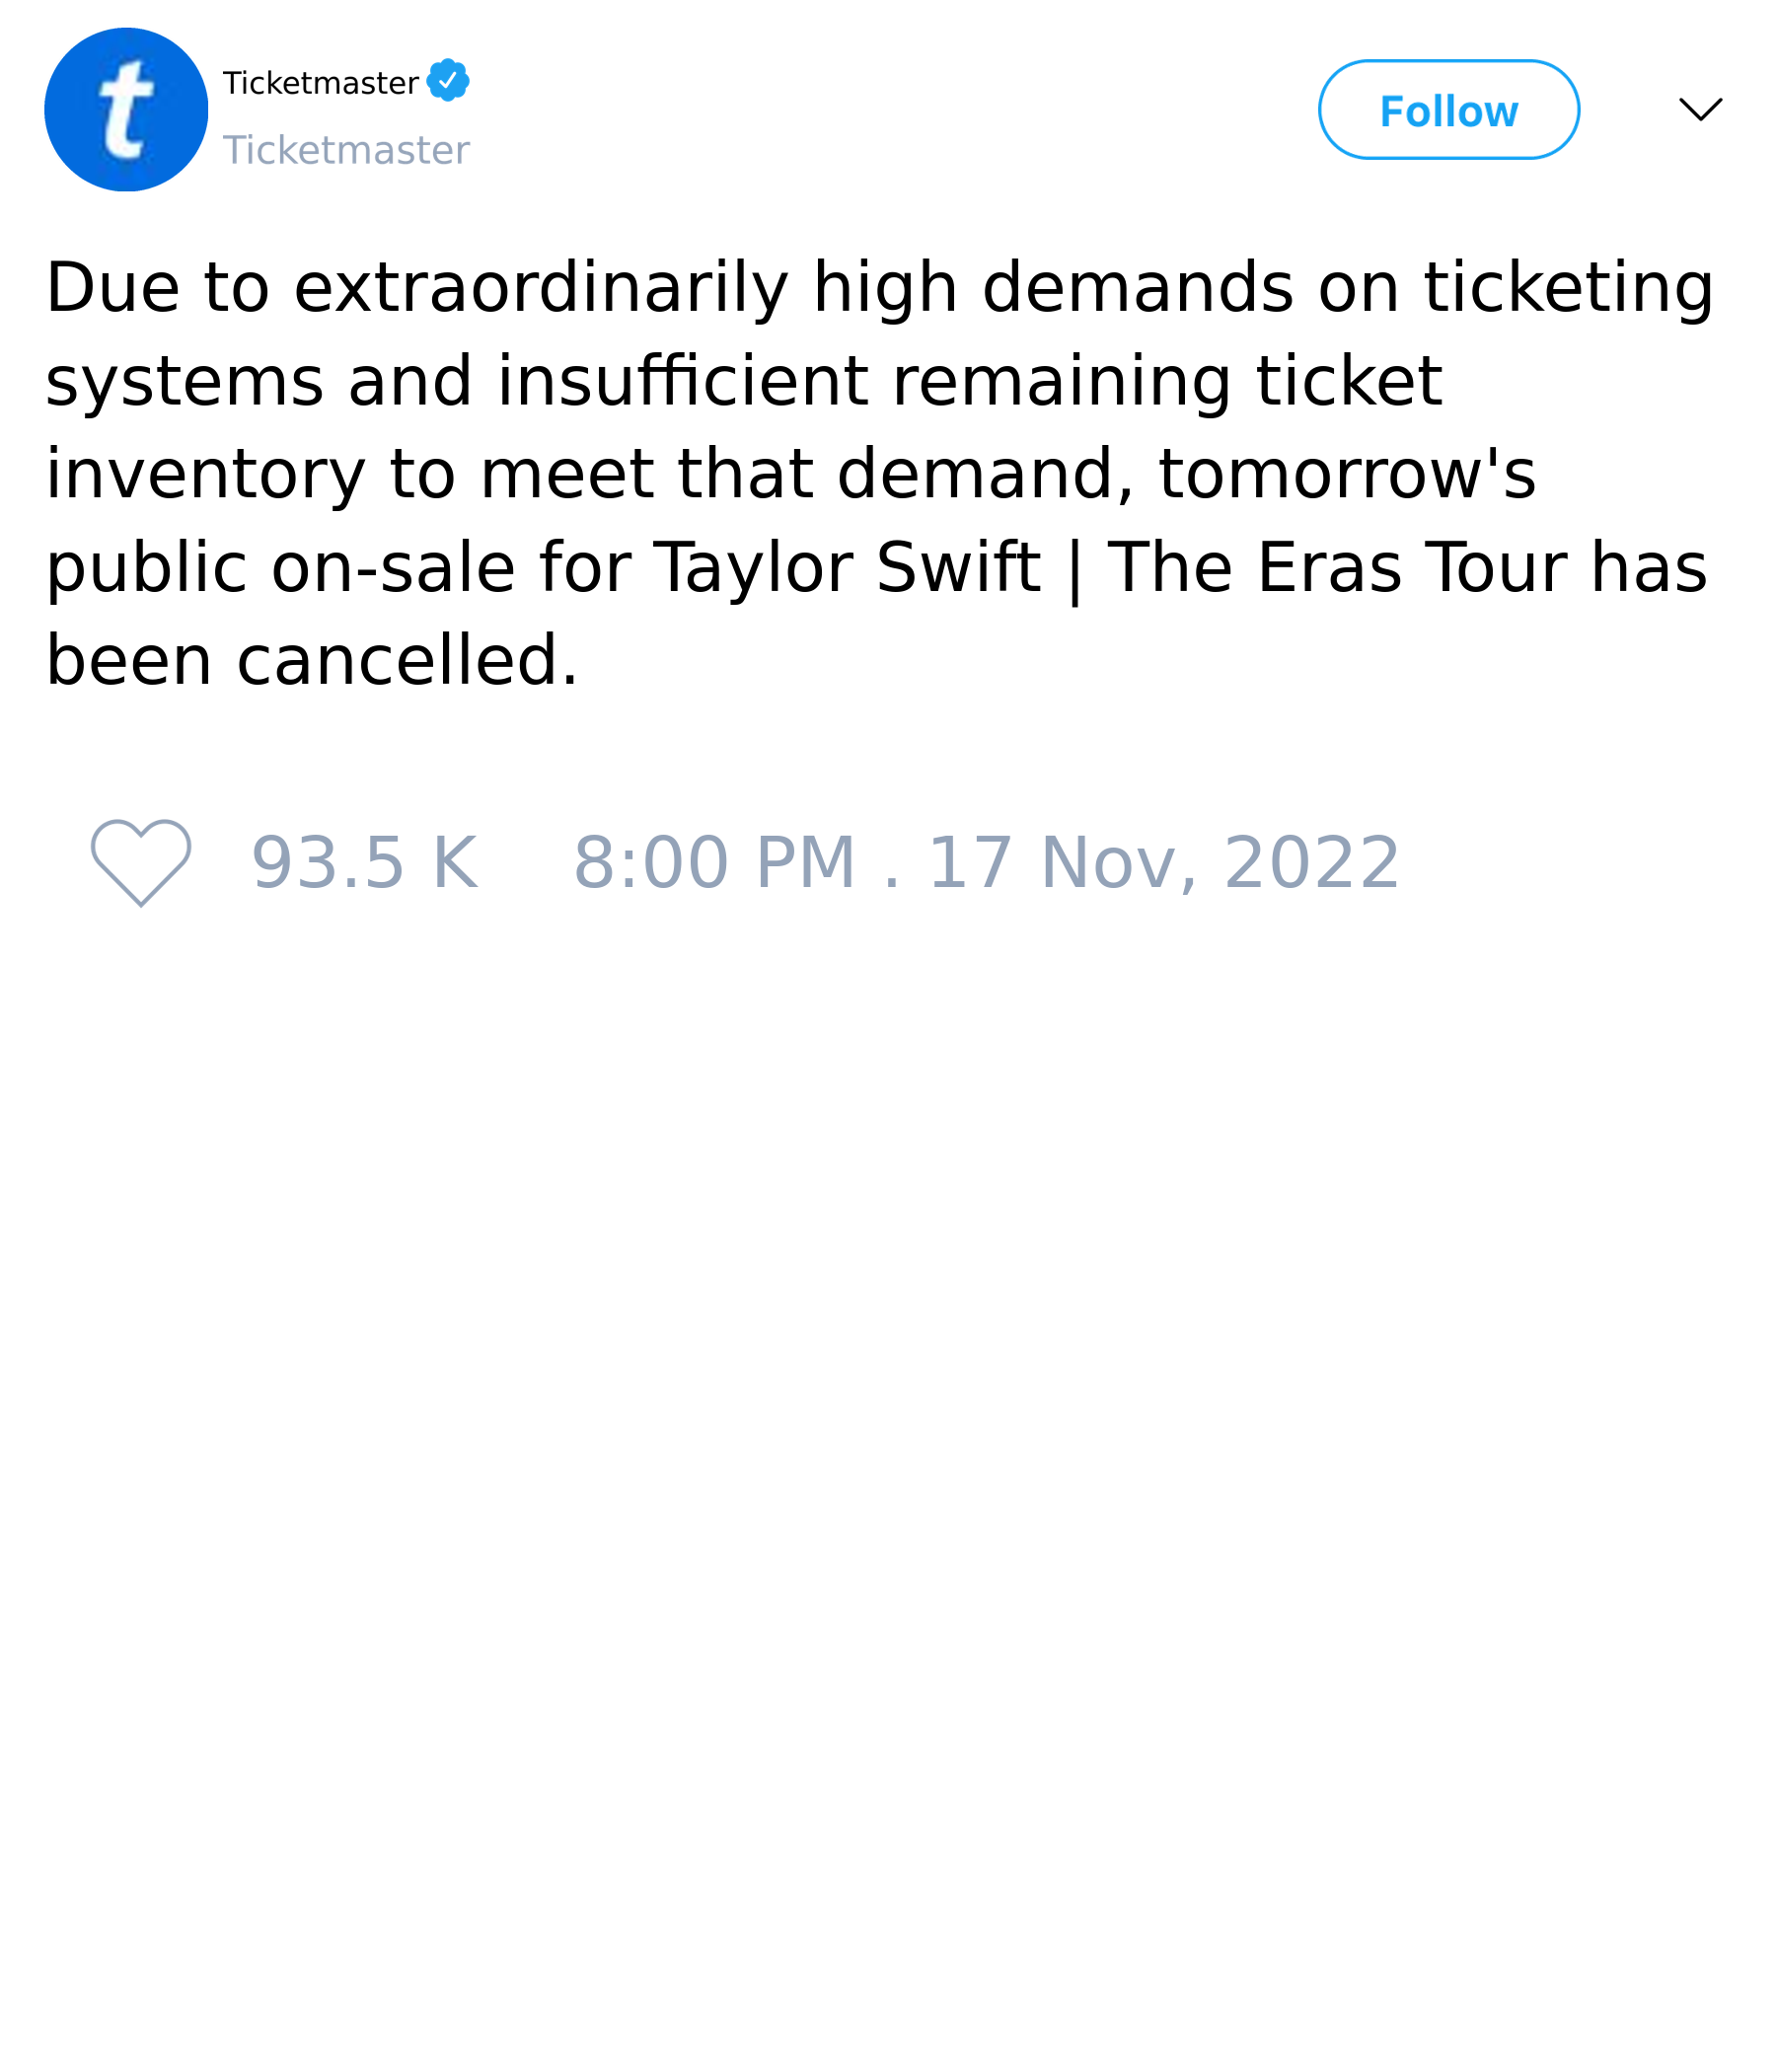 t
Ticketmaster
Ticketmaster
Follow
Due to extraordinarily high demands on ticketing
systems and insufficient remaining ticket
inventory to meet that demand, tomorrow's
public on-sale for Taylor Swift | The Eras Tour has
been cancelled.
93.5 K 8:00 PM . 17 Nov, 2022